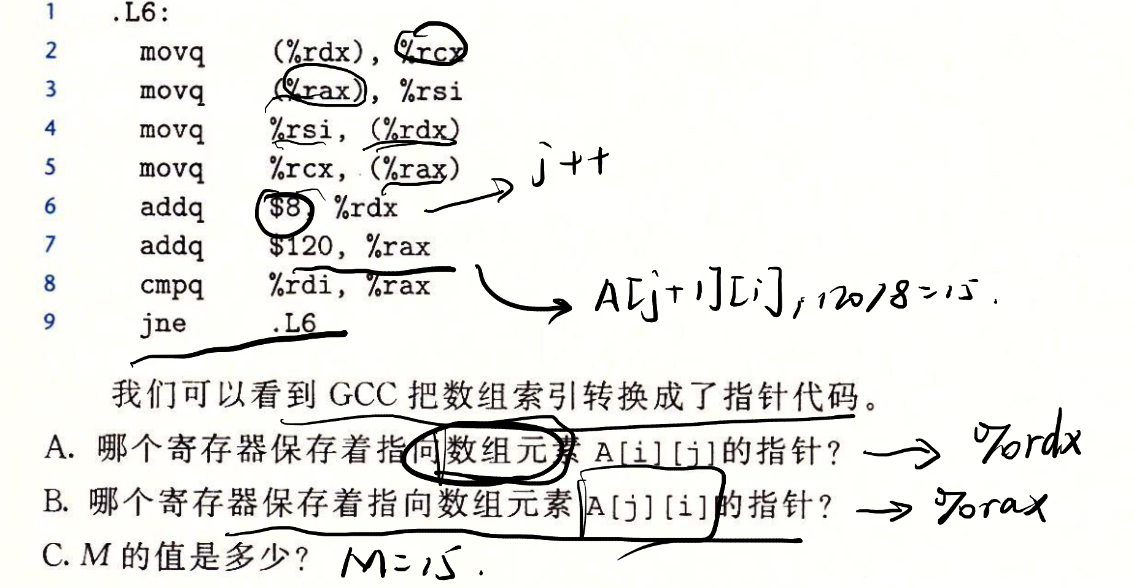 1 .L6:
2 movq (%rdx), %rcx
3 movq (%rax), %rsi
4 movq %rsi, (%rdx)
5 movq %rcx, (%rax)
j++
6 addq $8, %rdx
7 addq $120, %rax
8 cmpq %rdi, %rax
A[j+1][i], 120/8=15.
9 jne .L6
我们可以看到 GCC 把数组索引转换成了指针代码。
A. 哪个寄存器保存着指向数组元素 A[i][j]的指针? → %rdx
B. 哪个寄存器保存着指向数组元素 A[j][i]的指针? → %rax
C. M 的值是多少? M=15.